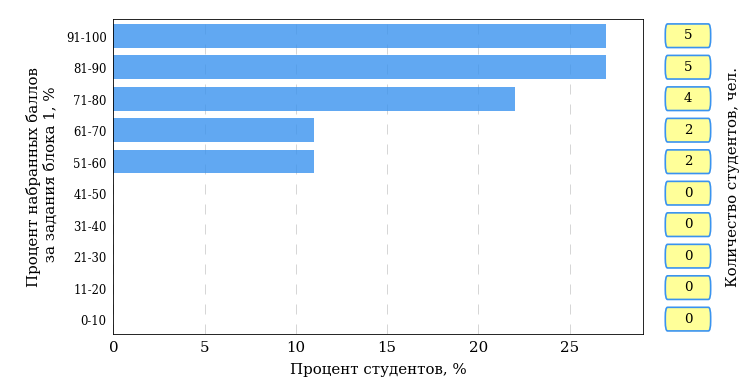 Процент набранных баллов
за задания блока 1, %
91-100 5
81-90 5
71-80 4
61-70 2
51-60 2
41-50 0
31-40 0
21-30 0
11-20 0
0-10 0
0 5 10 15 20 25
Процент студентов, %
Количество студентов, чел.